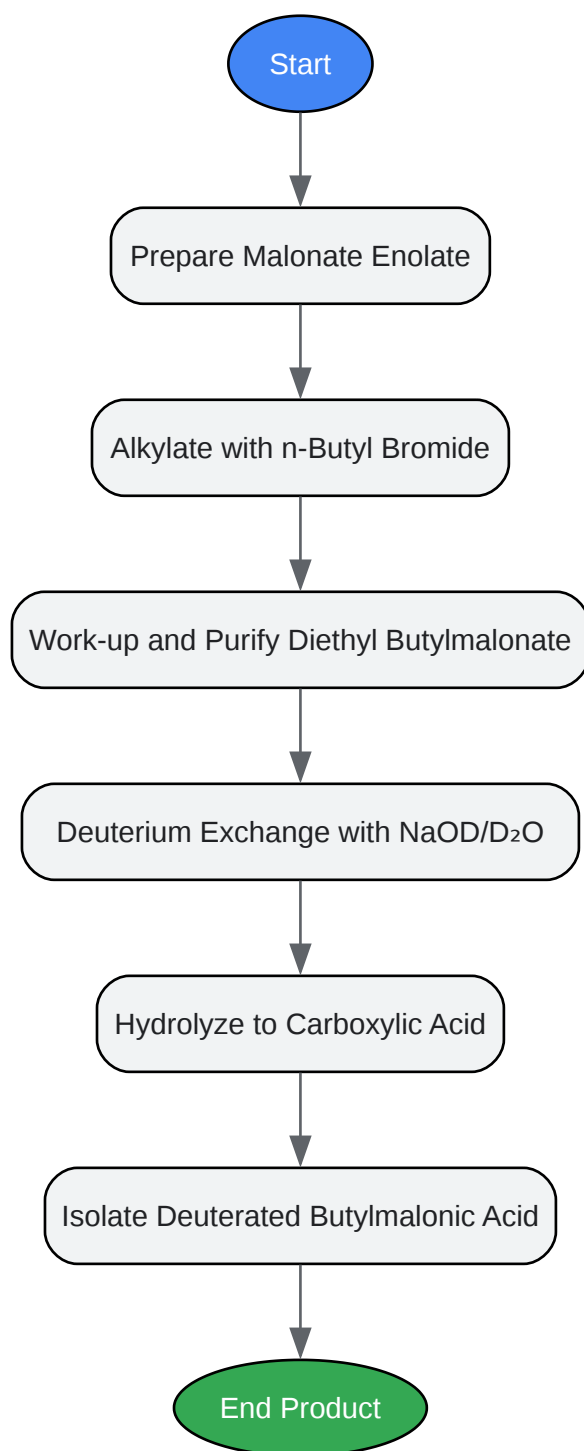 Start
Prepare Malonate Enolate
Alkylate with n-Butyl Bromide
Work-up and Purify Diethyl Butylmalonate
Deuterium Exchange with NaOD/D₂O
Hydrolyze to Carboxylic Acid
Isolate Deuterated Butylmalonic Acid
End Product